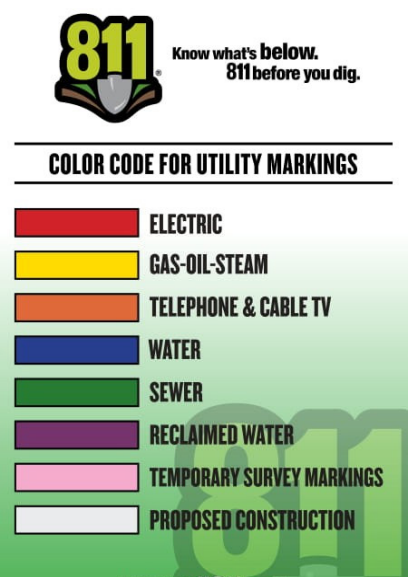 811®
Know what's below.
811 before you dig.
COLOR CODE FOR UTILITY MARKINGS
ELECTRIC
GAS-OIL-STEAM
TELEPHONE & CABLE TV
WATER
SEWER
RECLAIMED WATER
TEMPORARY SURVEY MARKINGS
PROPOSED CONSTRUCTION
811